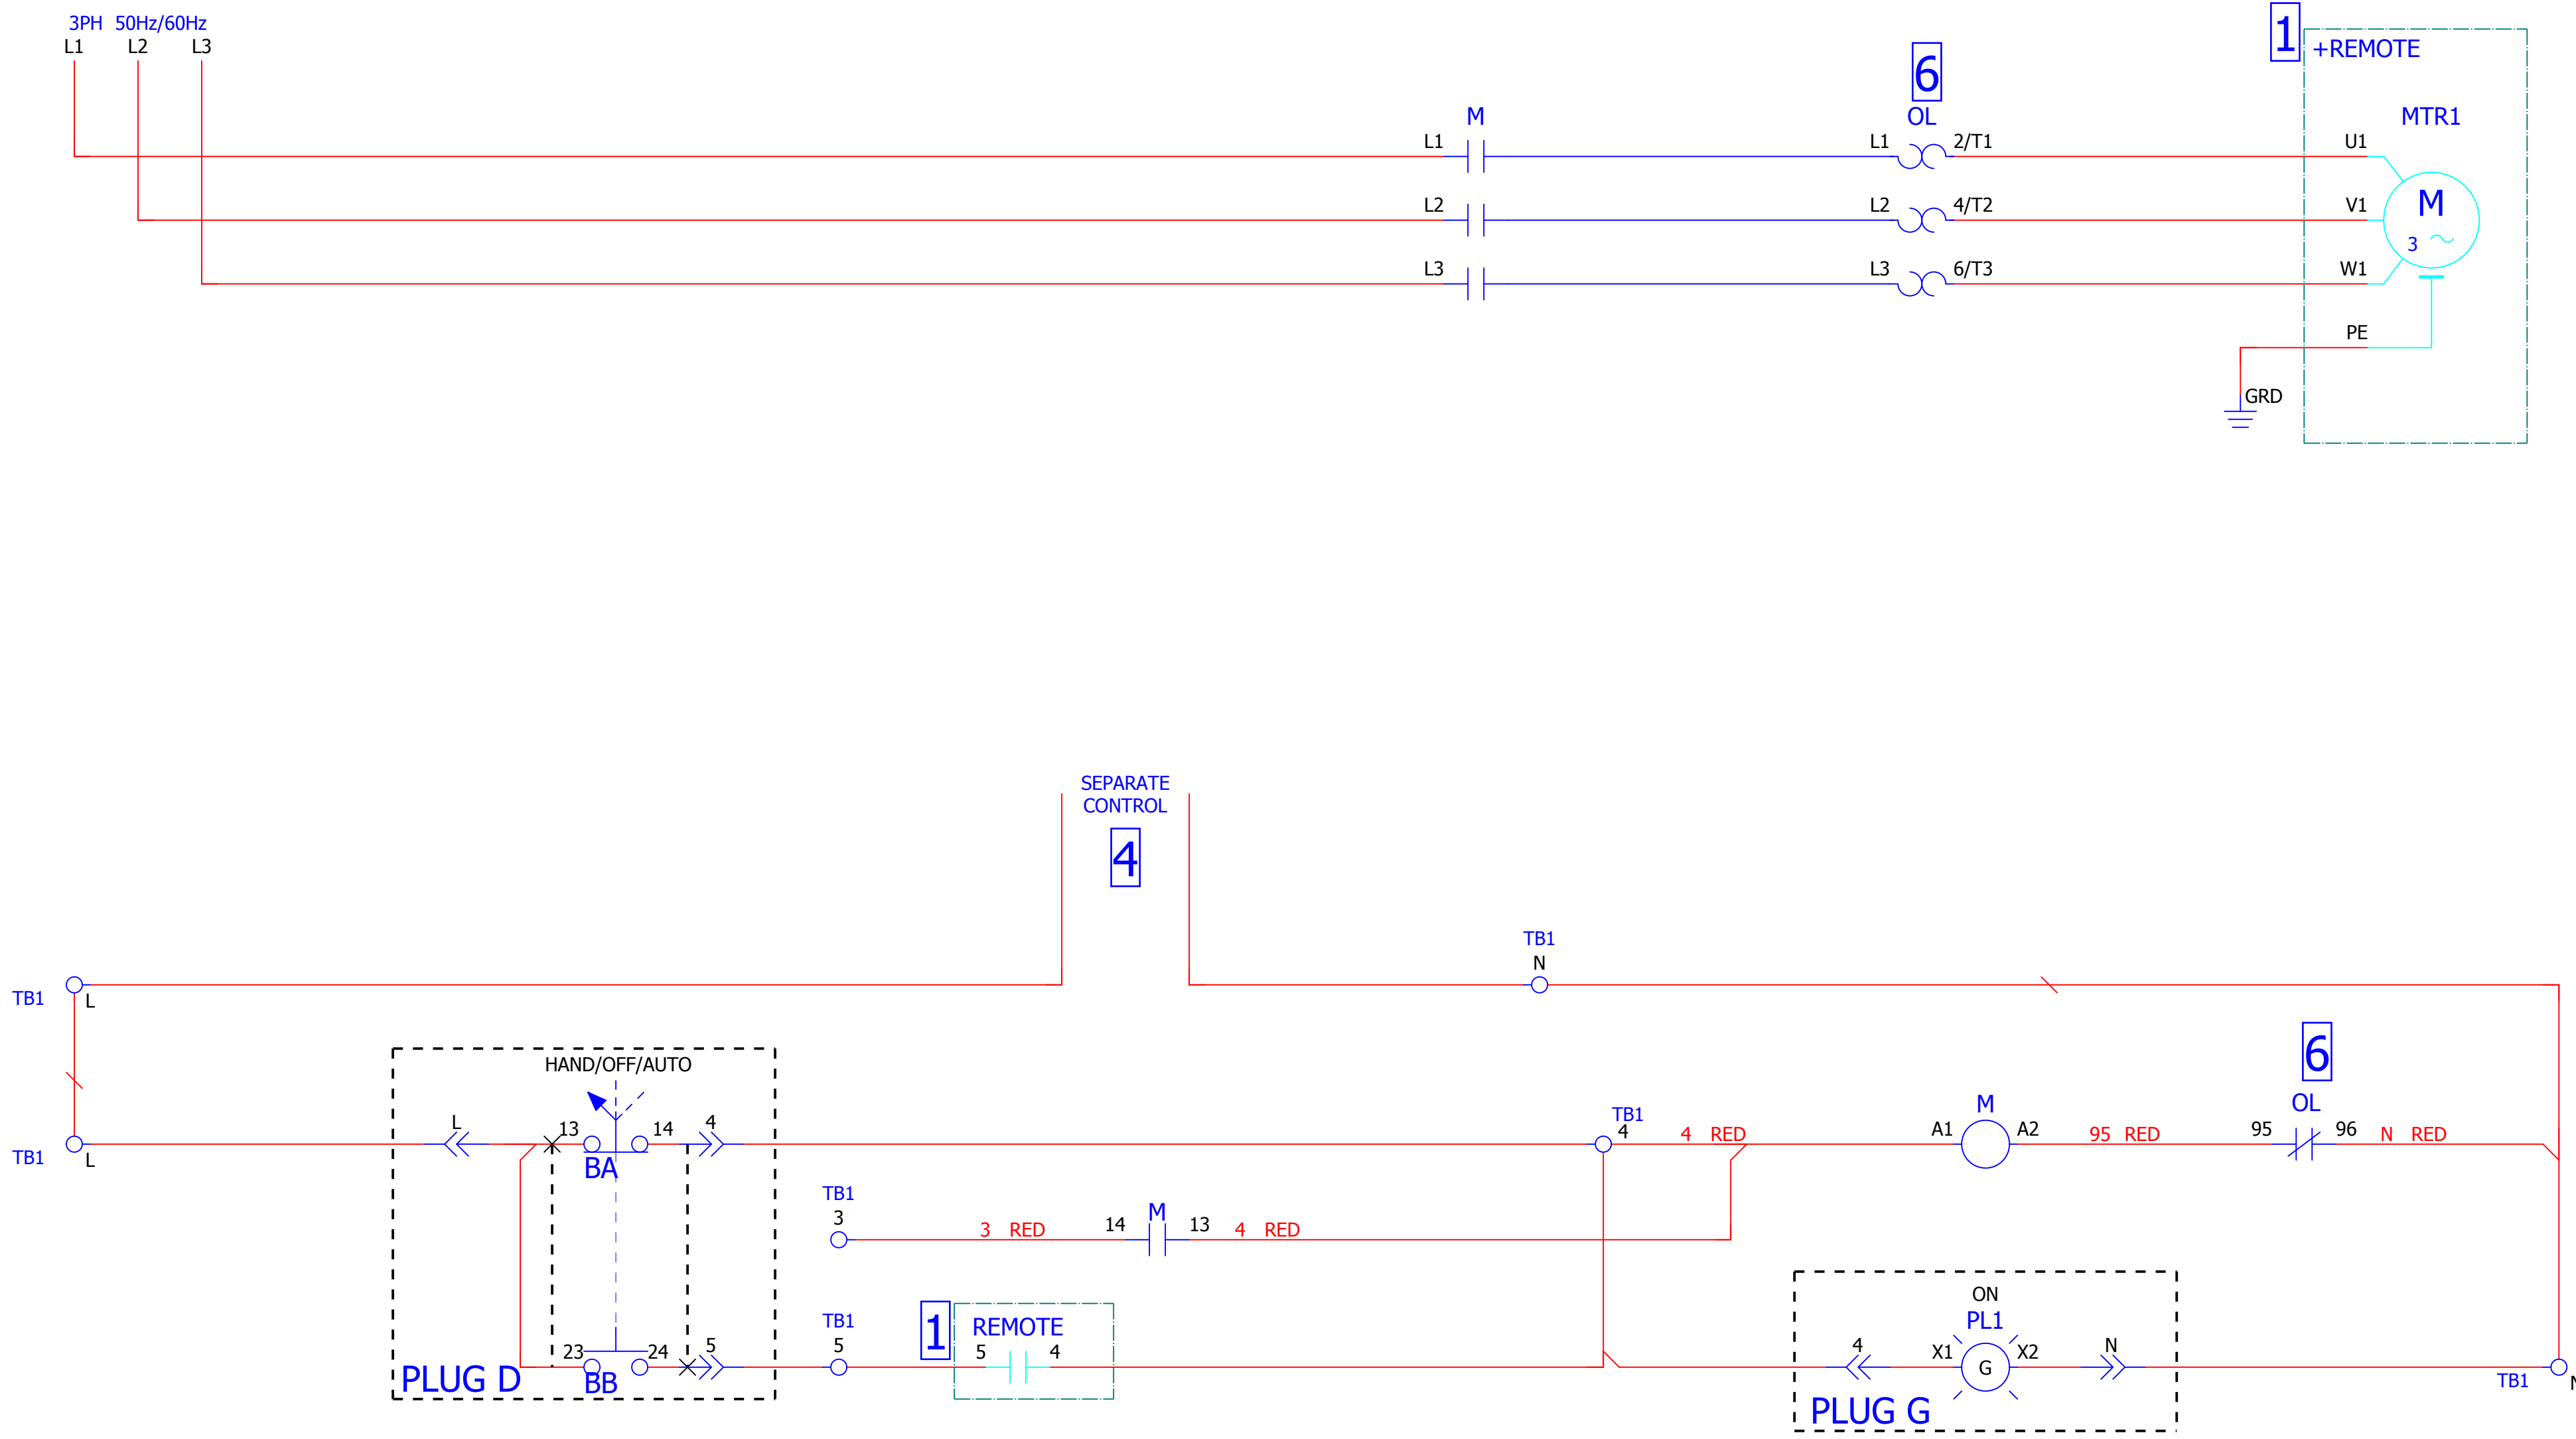 3PH 50Hz/60Hz
L1 L2 L3
1
+REMOTE
6
M
OL
MTR1
L1 L1 2/T1 U1
L2 L2 4/T2 V1
M
3
L3 L3 6/T3 W1
PE
GRD
SEPARATE
CONTROL
4
TB1
N
TB1
L
HAND/OFF/AUTO
6
OL
TB1
L
L
13
14
4
BA
TB1
4
4 RED
M
A1
A2
95 RED
95
96
N RED
TB1
3
3 RED
14
M
13
4 RED
TB1
5
1
REMOTE
5
4
23
24
5
BB
PLUG D
ON
PL1
4
X1
G
X2
N
PLUG G
TB1